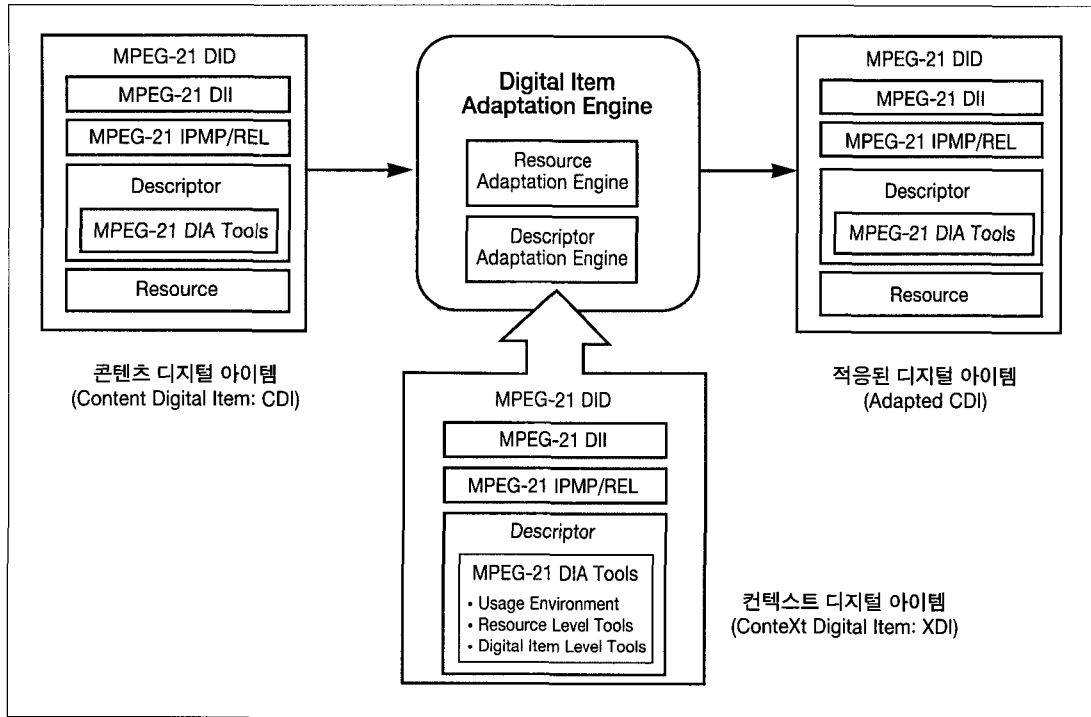 MPEG-21 DID
MPEG-21 DII
MPEG-21 IPMP/REL
Descriptor
MPEG-21 DIA Tools
Resource
콘텐츠 디지털 아이템
(Content Digital Item: CDI)
Digital Item
Adaptation Engine
Resource
Adaptation Engine
Descriptor
Adaptation Engine
MPEG-21 DID
MPEG-21 DII
MPEG-21 IPMP/REL
Descriptor
MPEG-21 DIA Tools
Resource
적응된 디지털 아이템
(Adapted CDI)
MPEG-21 DID
MPEG-21 DII
MPEG-21 IPMP/REL
Descriptor
MPEG-21 DIA Tools
• Usage Environment
• Resource Level Tools
• Digital Item Level Tools
컨텍스트 디지털 아이템
(ConteXt Digital Item: XDI)